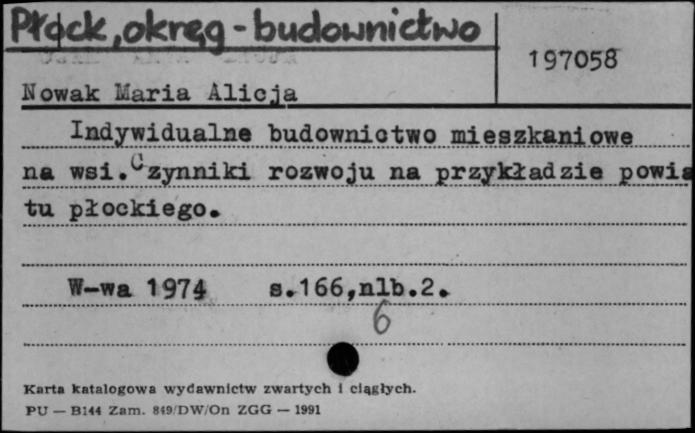 Płock, okręg - budownictwo
197058
Nowak Maria Alicja
Indywidualne budownictwo mieszkaniowe
na wsi. Czynniki rozwoju na przykładzie powia
tu płockiego.
W-wa 1974 s.166,nlb.2.
6
Karta katalogowa wydawnictw zwartych i ciągłych.
PU — B144 Zam. 849/DW/On ZGG — 1991